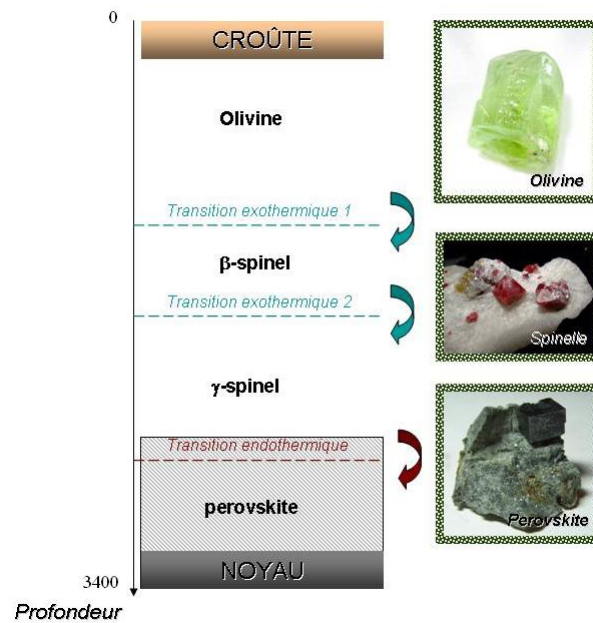 0
CROÛTE
Olivine
Olivine
Transition exothermique 1
β-spinel
Transition exothermique 2
Spinelle
γ-spinel
Transition endothermique
perovskite
Perovskite
NOYAU
3400
Profondeur